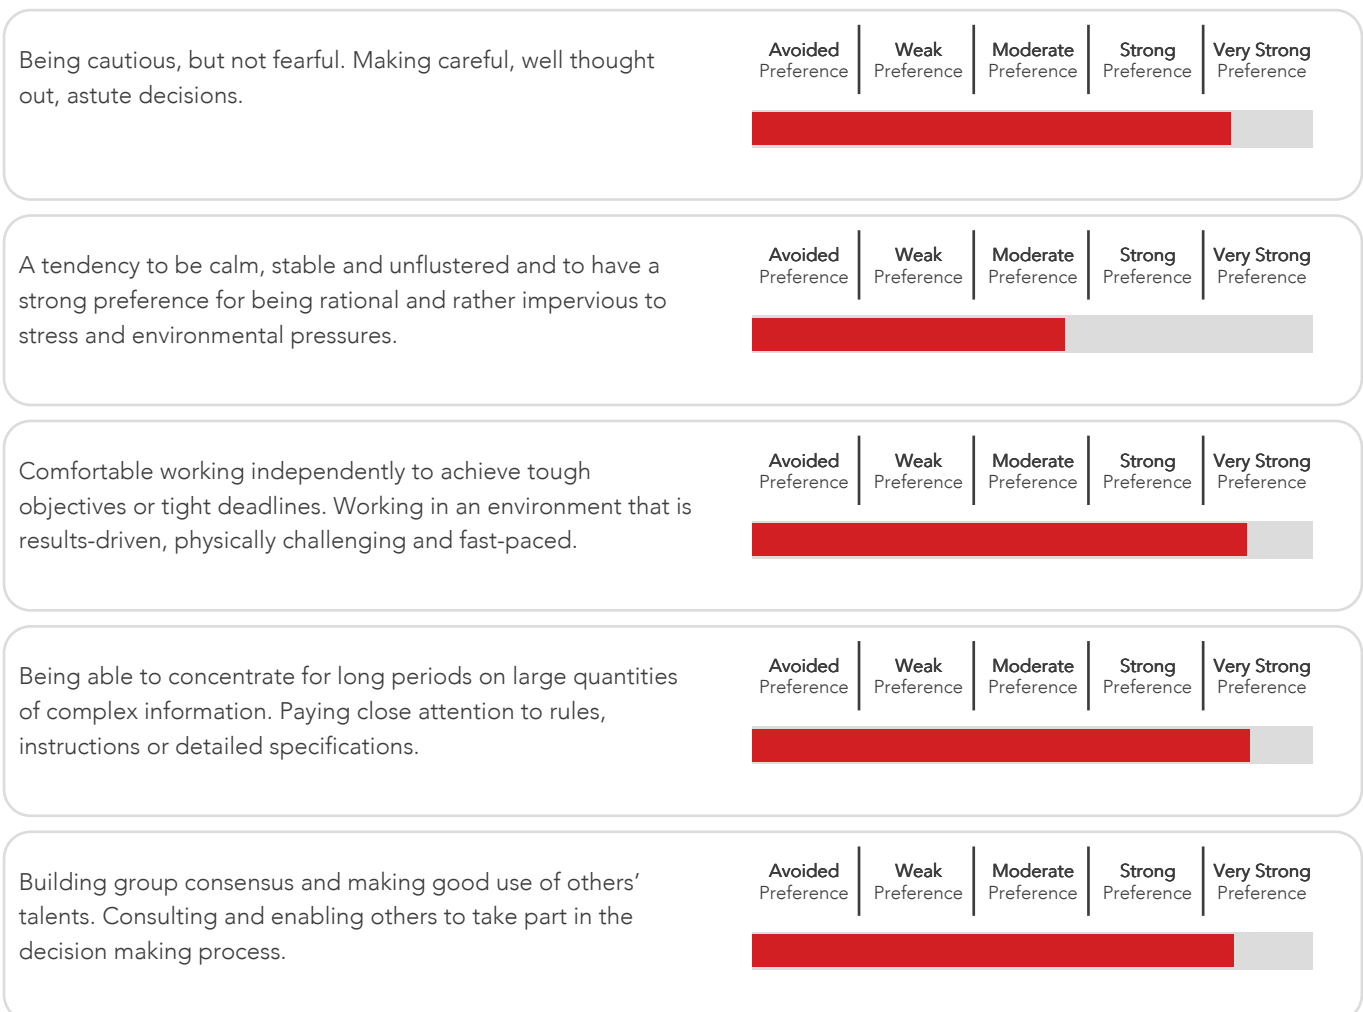 Being cautious, but not fearful. Making careful, well thought
out, astute decisions.
Avoided Weak Moderate Strong Very Strong
Preference Preference Preference Preference Preference
A tendency to be calm, stable and unflustered and to have a
strong preference for being rational and rather impervious to
stress and environmental pressures.
Avoided Weak Moderate Strong Very Strong
Preference Preference Preference Preference Preference
Comfortable working independently to achieve tough
objectives or tight deadlines. Working in an environment that is
results-driven, physically challenging and fast-paced.
Avoided Weak Moderate Strong Very Strong
Preference Preference Preference Preference Preference
Being able to concentrate for long periods on large quantities
of complex information. Paying close attention to rules,
instructions or detailed specifications.
Avoided Weak Moderate Strong Very Strong
Preference Preference Preference Preference Preference
Building group consensus and making good use of others’
talents. Consulting and enabling others to take part in the
decision making process.
Avoided Weak Moderate Strong Very Strong
Preference Preference Preference Preference Preference